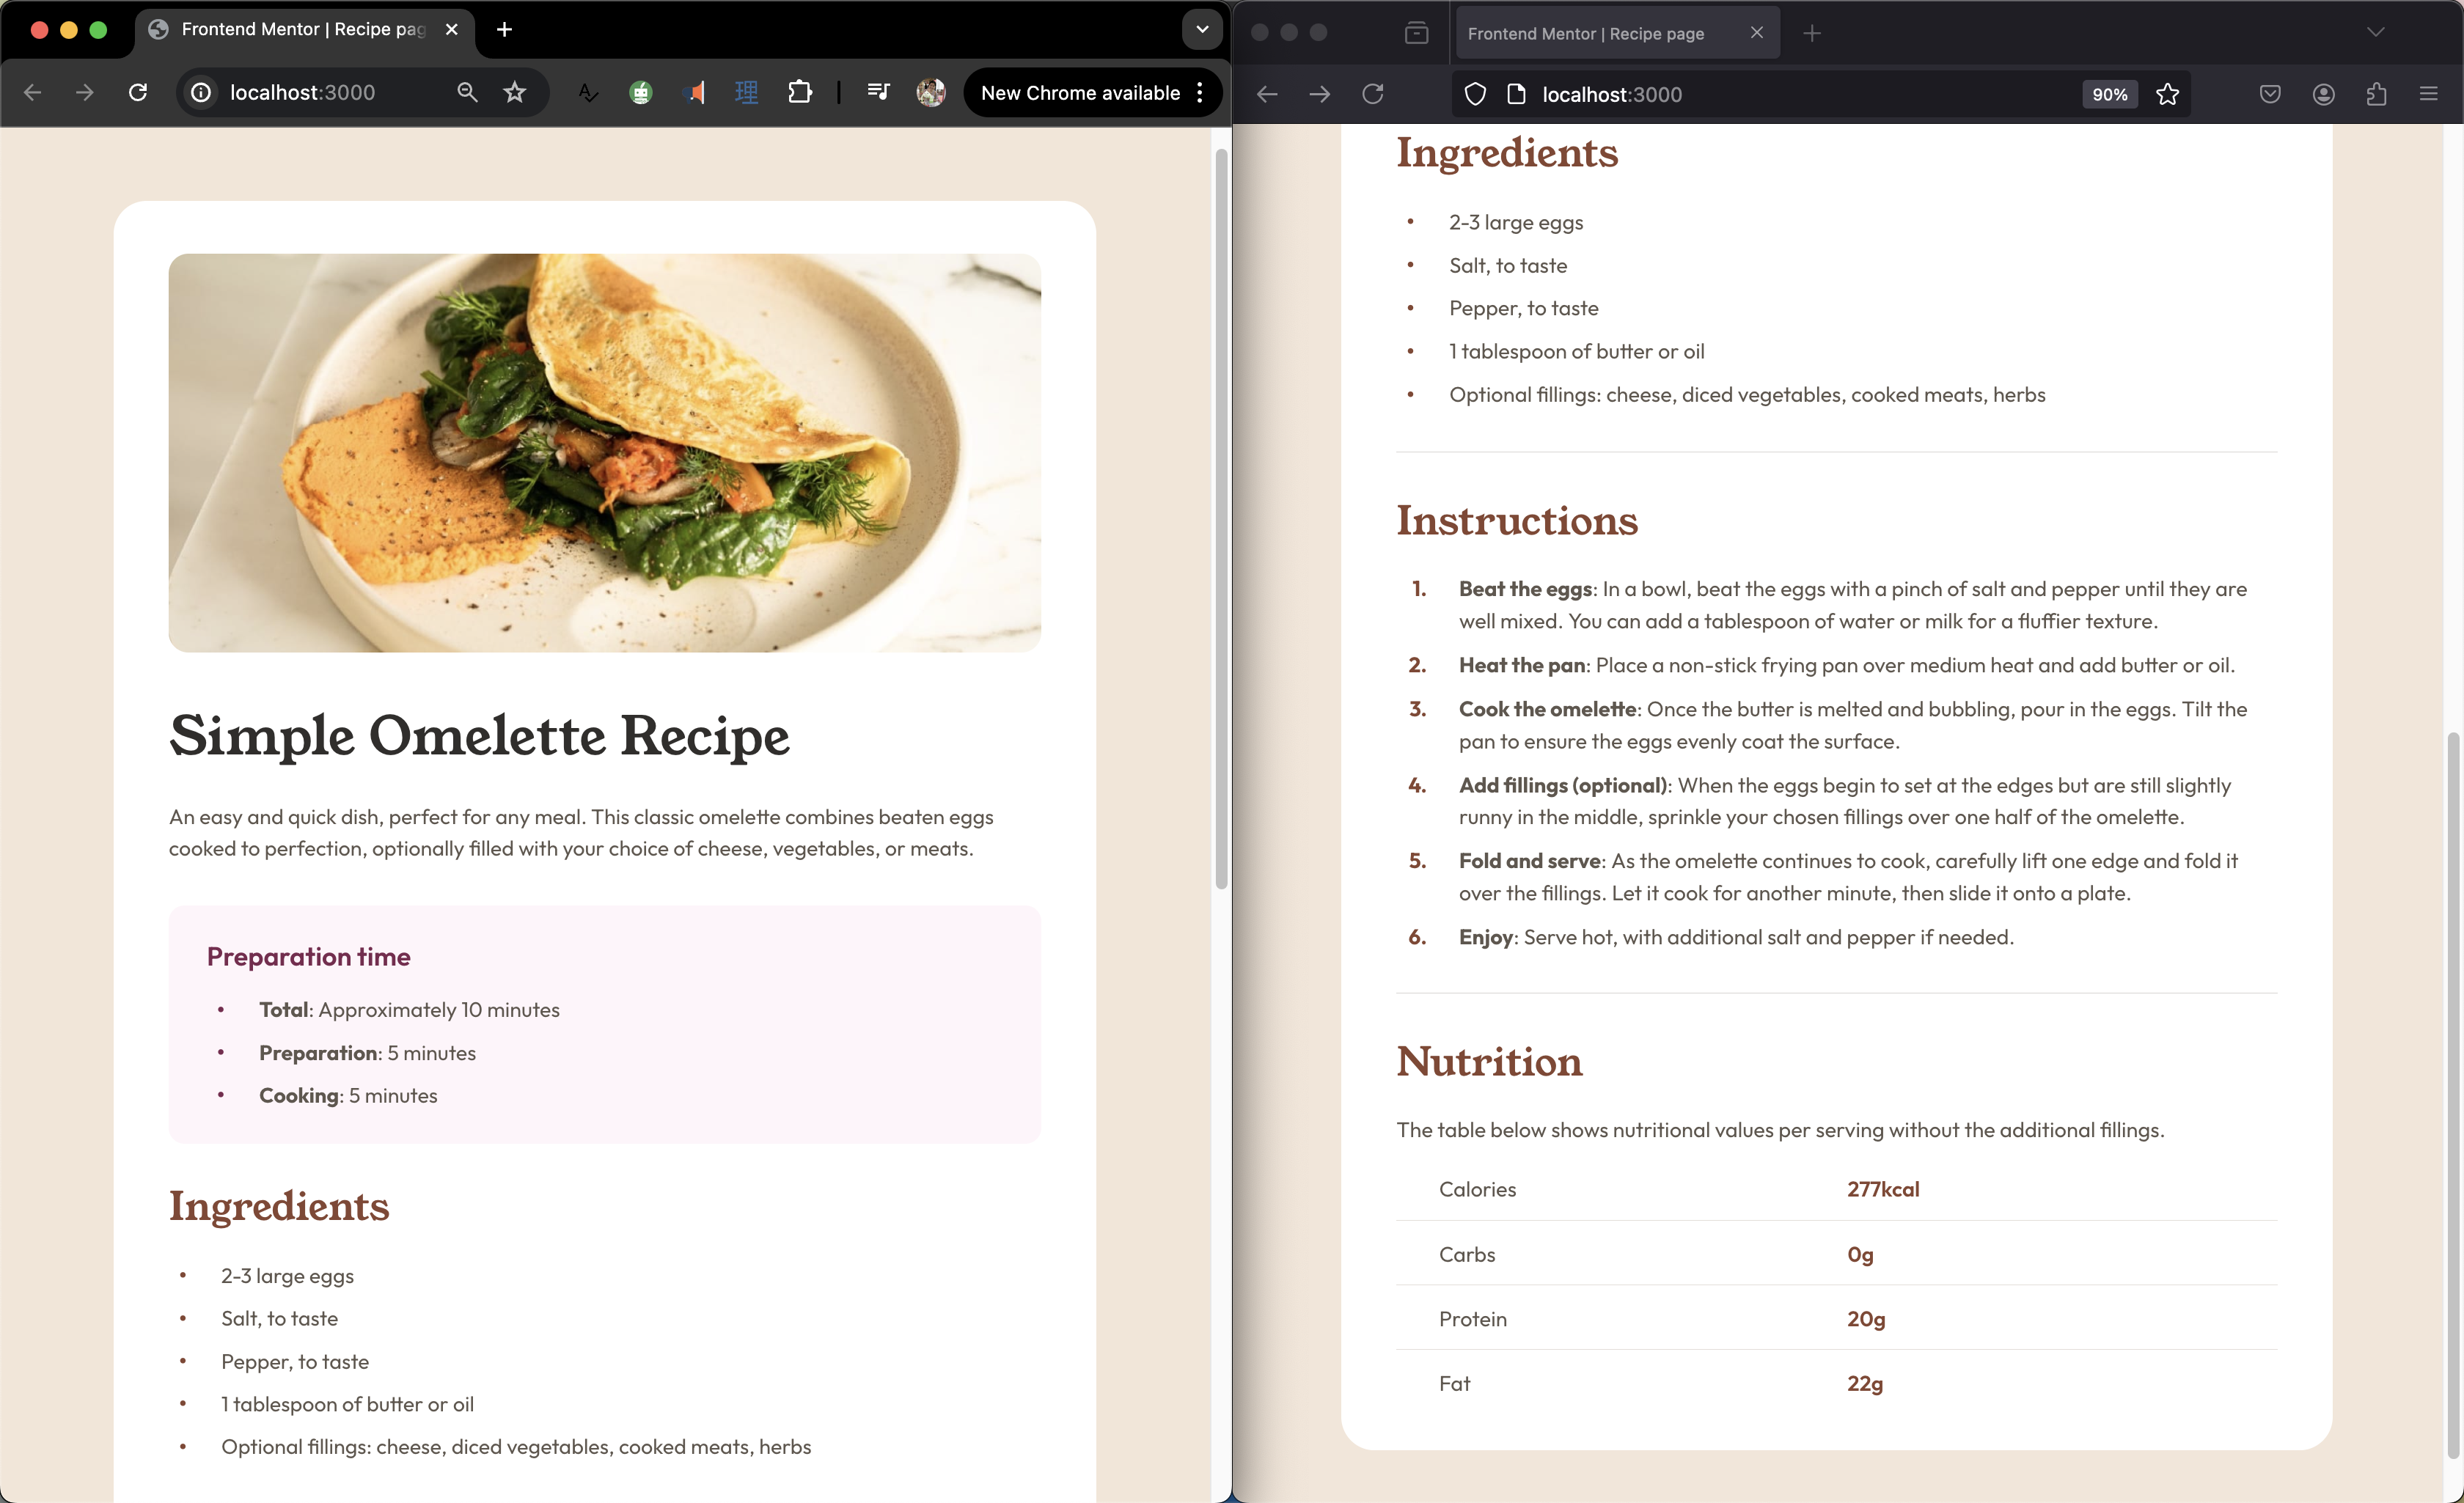 Frontend Mentor | Recipe pag
localhost:3000
New Chrome available
Simple Omelette Recipe
An easy and quick dish, perfect for any meal. This classic omelette combines beaten eggs
cooked to perfection, optionally filled with your choice of cheese, vegetables, or meats.
Preparation time
• Total: Approximately 10 minutes
• Preparation: 5 minutes
• Cooking: 5 minutes
Ingredients
• 2-3 large eggs
• Salt, to taste
• Pepper, to taste
• 1 tablespoon of butter or oil
• Optional fillings: cheese, diced vegetables, cooked meats, herbs
Frontend Mentor | Recipe page
localhost:3000
90%
Ingredients
• 2-3 large eggs
• Salt, to taste
• Pepper, to taste
• 1 tablespoon of butter or oil
• Optional fillings: cheese, diced vegetables, cooked meats, herbs
Instructions
1. Beat the eggs: In a bowl, beat the eggs with a pinch of salt and pepper until they are
well mixed. You can add a tablespoon of water or milk for a fluffier texture.
2. Heat the pan: Place a non-stick frying pan over medium heat and add butter or oil.
3. Cook the omelette: Once the butter is melted and bubbling, pour in the eggs. Tilt the
pan to ensure the eggs evenly coat the surface.
4. Add fillings (optional): When the eggs begin to set at the edges but are still slightly
runny in the middle, sprinkle your chosen fillings over one half of the omelette.
5. Fold and serve: As the omelette continues to cook, carefully lift one edge and fold it
over the fillings. Let it cook for another minute, then slide it onto a plate.
6. Enjoy: Serve hot, with additional salt and pepper if needed.
Nutrition
The table below shows nutritional values per serving without the additional fillings.
Calories 277kcal
Carbs 0g
Protein 20g
Fat 22g